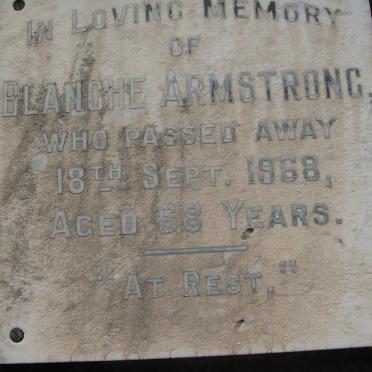 IN LOVING MEMORY
OF
BLANCHE ARMSTRONG,
WHO PASSED AWAY
18TH SEPT. 1968,
AGED 68 YEARS.
"AT REST,"